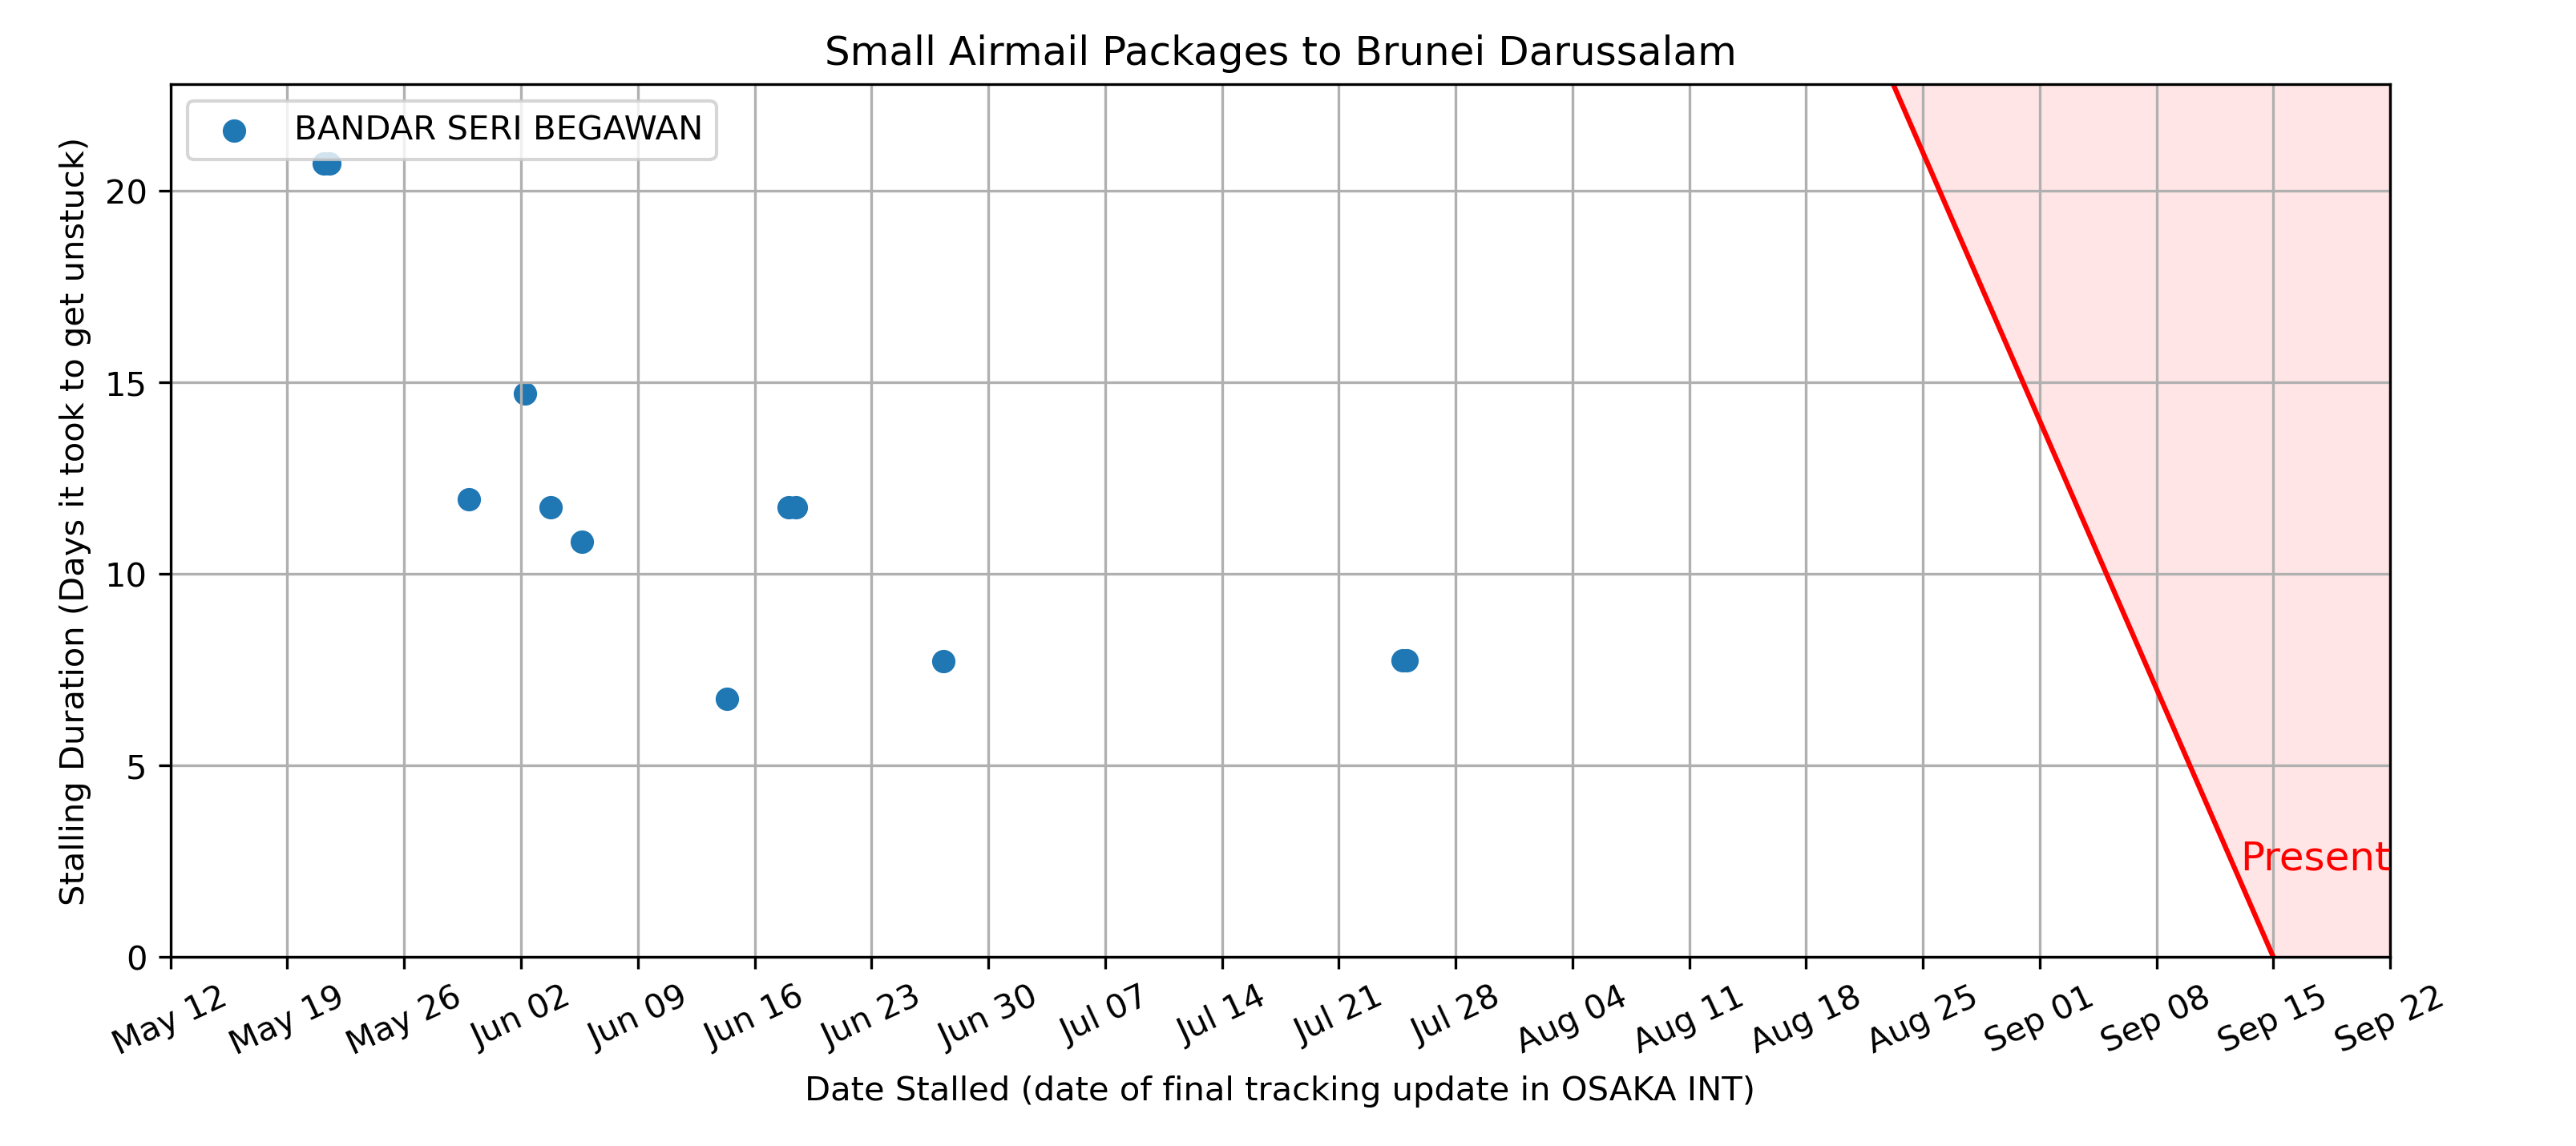 Small Airmail Packages to Brunei Darussalam
BANDAR SERI BEGAWAN
Stalling Duration (Days it took to get unstuck)
20
15
10
5
0
Present
May 12
May 19
May 26
Jun 02
Jun 09
Jun 16
Jun 23
Jun 30
Jul 07
Jul 14
Jul 21
Jul 28
Aug 04
Aug 11
Aug 18
Aug 25
Sep 01
Sep 08
Sep 15
Sep 22
Date Stalled (date of final tracking update in OSAKA INT)